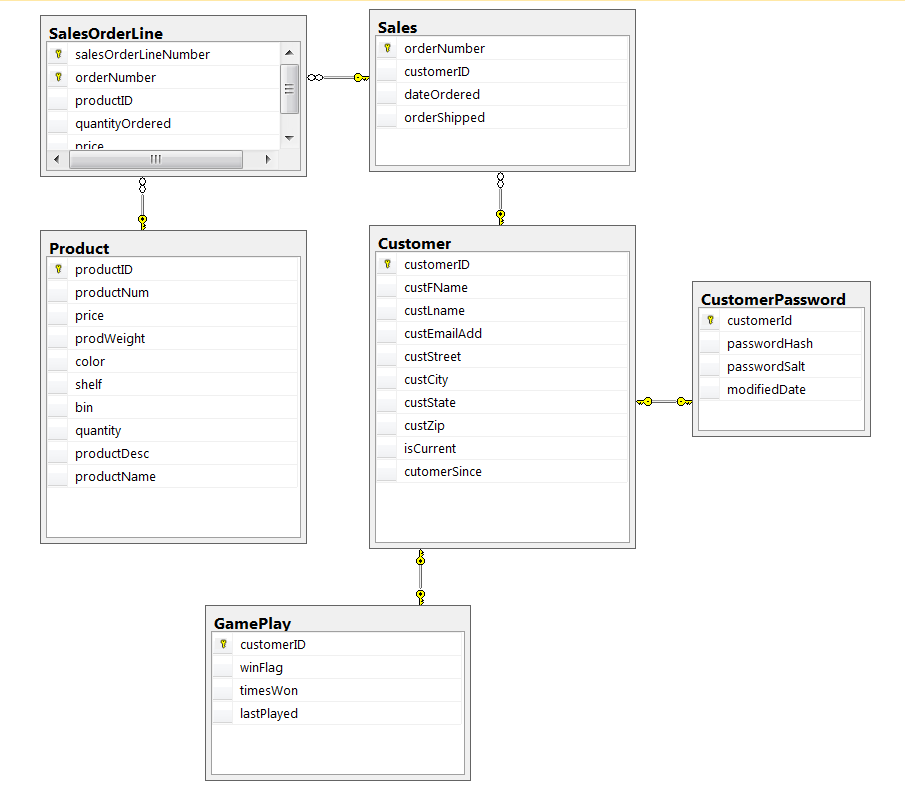 SalesOrderLine
salesOrderLineNumber
orderNumber
productID
quantityOrdered
price
Sales
orderNumber
customerID
dateOrdered
orderShipped
Product
productID
productNum
price
prodWeight
color
shelf
bin
quantity
productDesc
productName
Customer
customerID
custFName
custLname
custEmailAdd
custStreet
custCity
custState
custZip
isCurrent
cutomerSince
CustomerPassword
customerId
passwordHash
passwordSalt
modifiedDate
GamePlay
customerID
winFlag
timesWon
lastPlayed